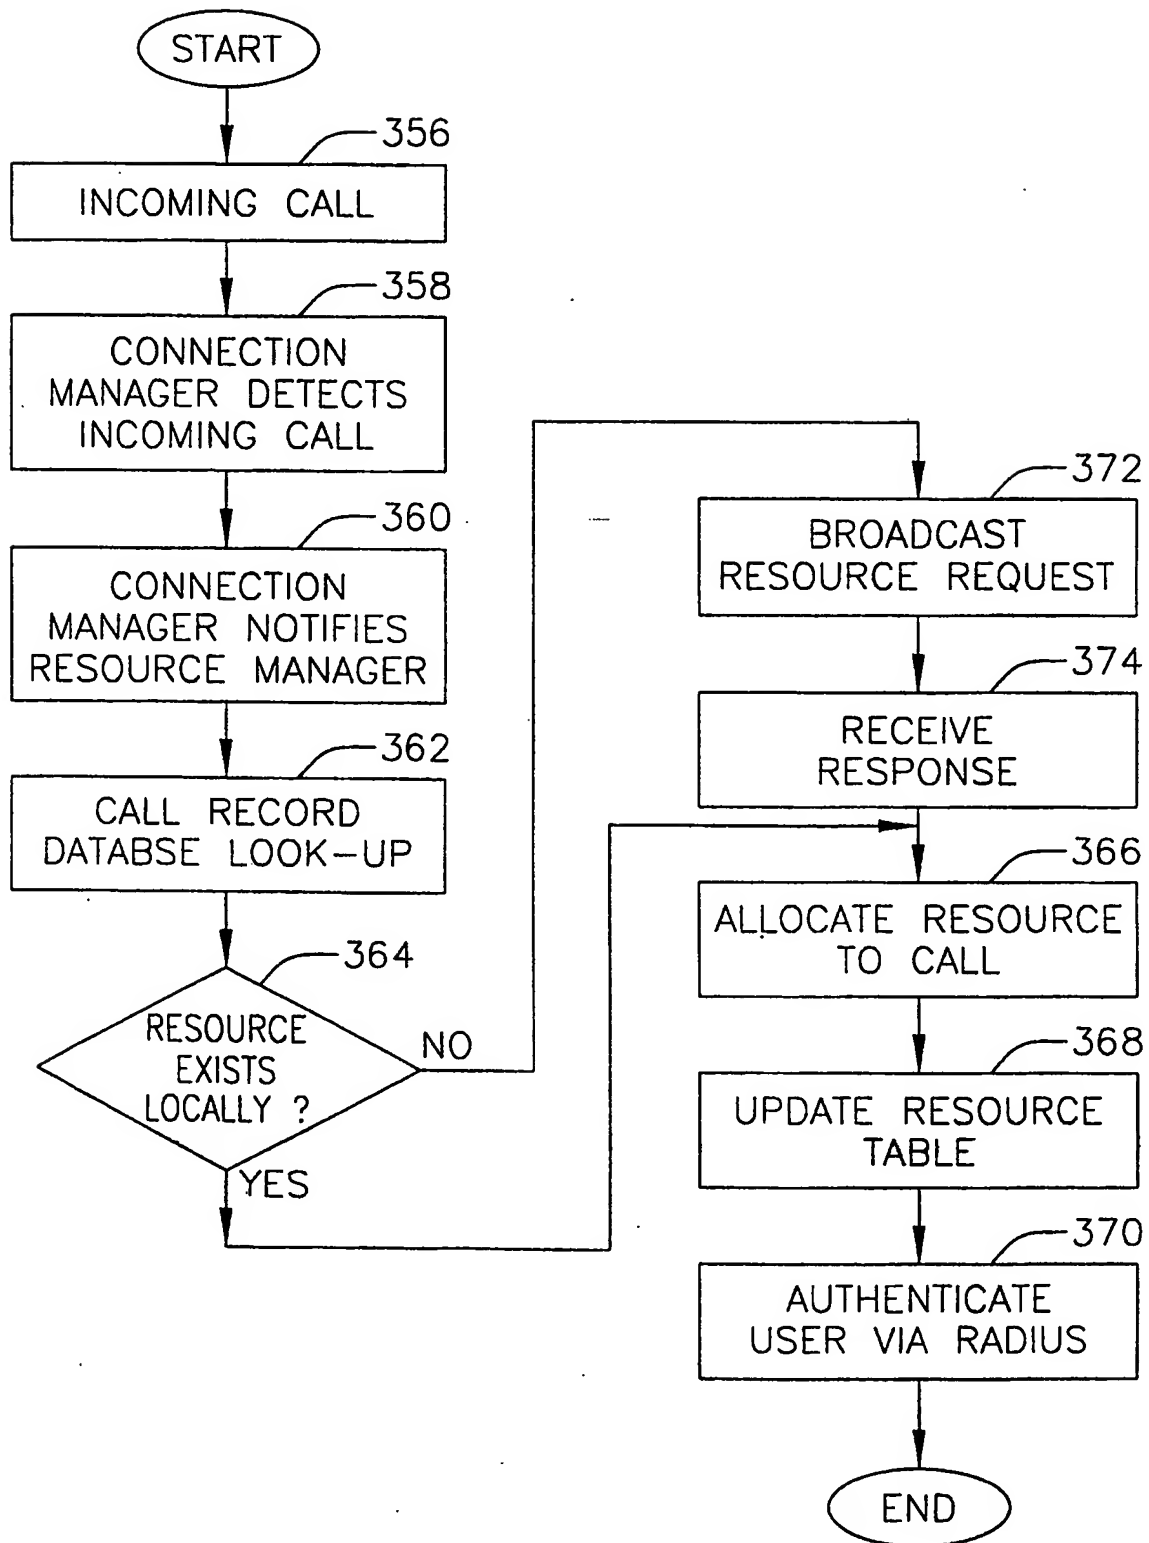 START
356
INCOMING CALL
358
CONNECTION
MANAGER DETECTS
INCOMING CALL
360
CONNECTION
MANAGER NOTIFIES
RESOURCE MANAGER
362
CALL RECORD
DATABSE LOOK-UP
364
RESOURCE
EXISTS
LOCALLY ?
NO
YES
372
BROADCAST
RESOURCE REQUEST
374
RECEIVE
RESPONSE
366
ALLOCATE RESOURCE
TO CALL
368
UPDATE RESOURCE
TABLE
370
AUTHENTICATE
USER VIA RADIUS
END